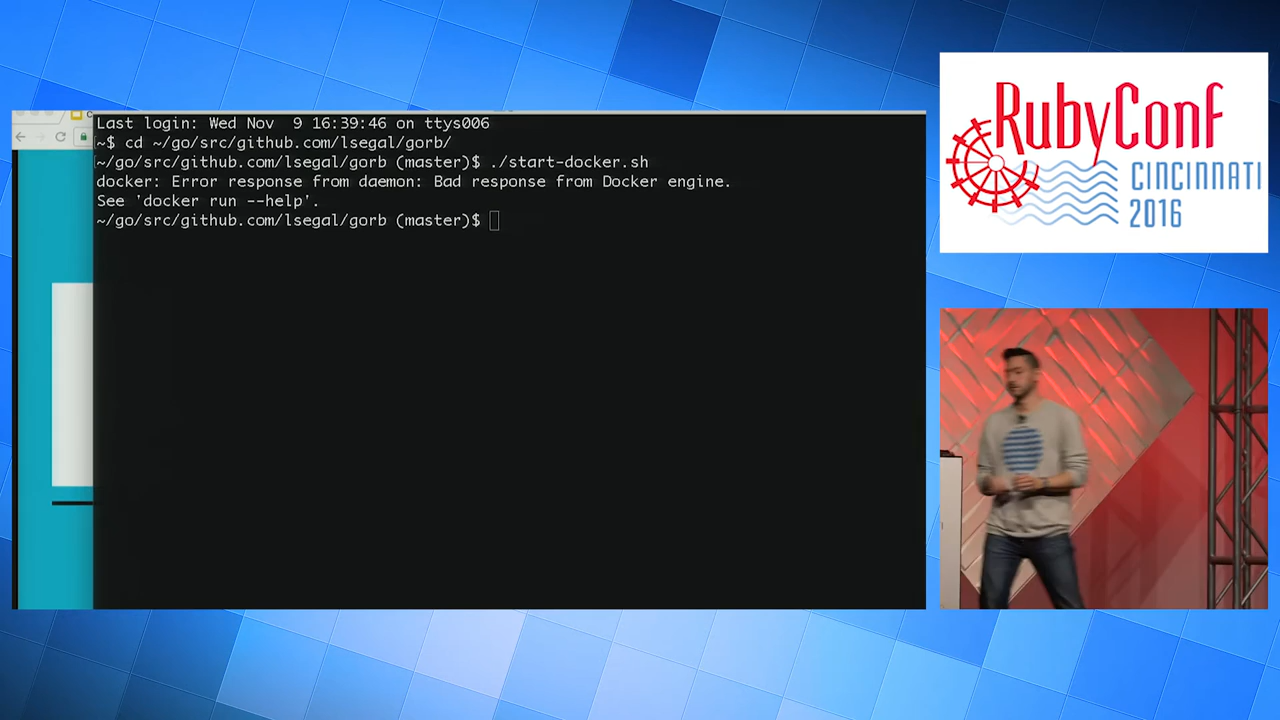 Last login: Wed Nov  9 16:39:46 on ttys006
~$ cd ~/go/src/github.com/lsegal/gorb/
~/go/src/github.com/lsegal/gorb (master)$ ./start-docker.sh
docker: Error response from daemon: Bad response from Docker engine.
See 'docker run --help'.
~/go/src/github.com/lsegal/gorb (master)$
RubyConf
CINCINNATI
2016